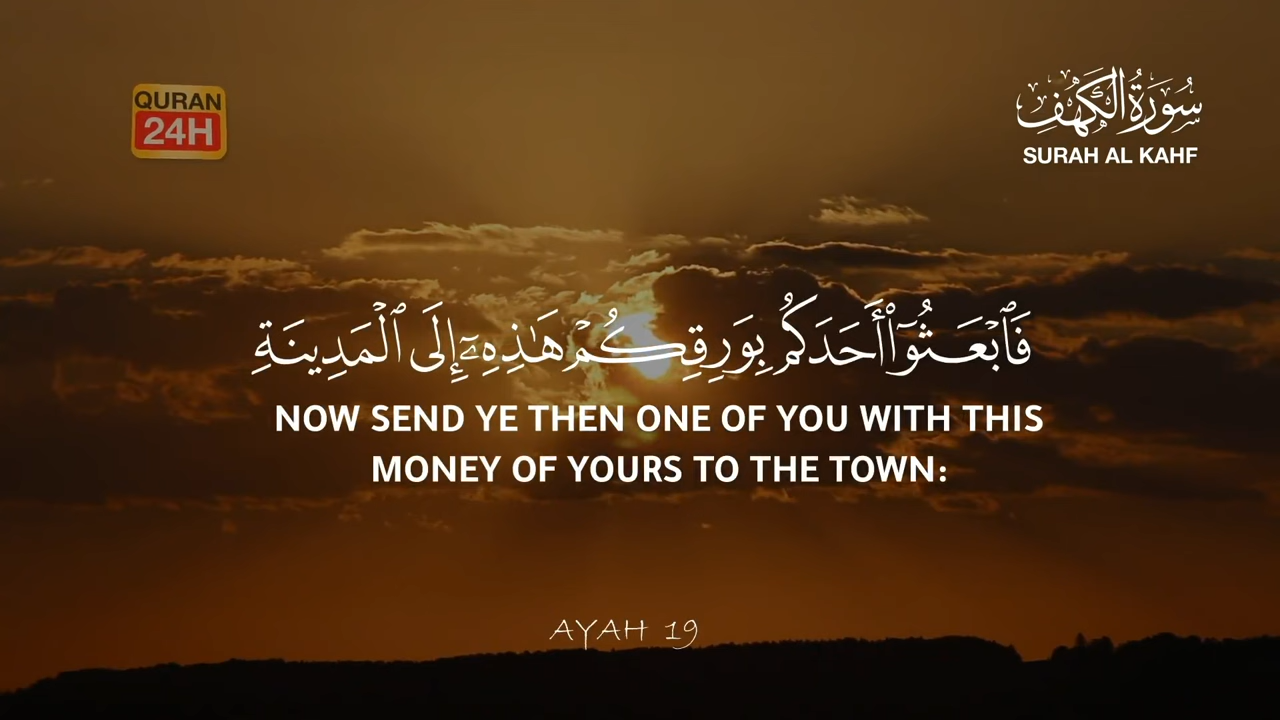 QURAN
24H
سُورَةُ الكَهْفِ
SURAH AL KAHF
فَٱبْعَثُوٓا۟ أَحَدَكُم بِوَرِقِكُمْ هَـٰذِهِۦٓ إِلَى ٱلْمَدِينَةِ
NOW SEND YE THEN ONE OF YOU WITH THIS
MONEY OF YOURS TO THE TOWN:
AYAH 19